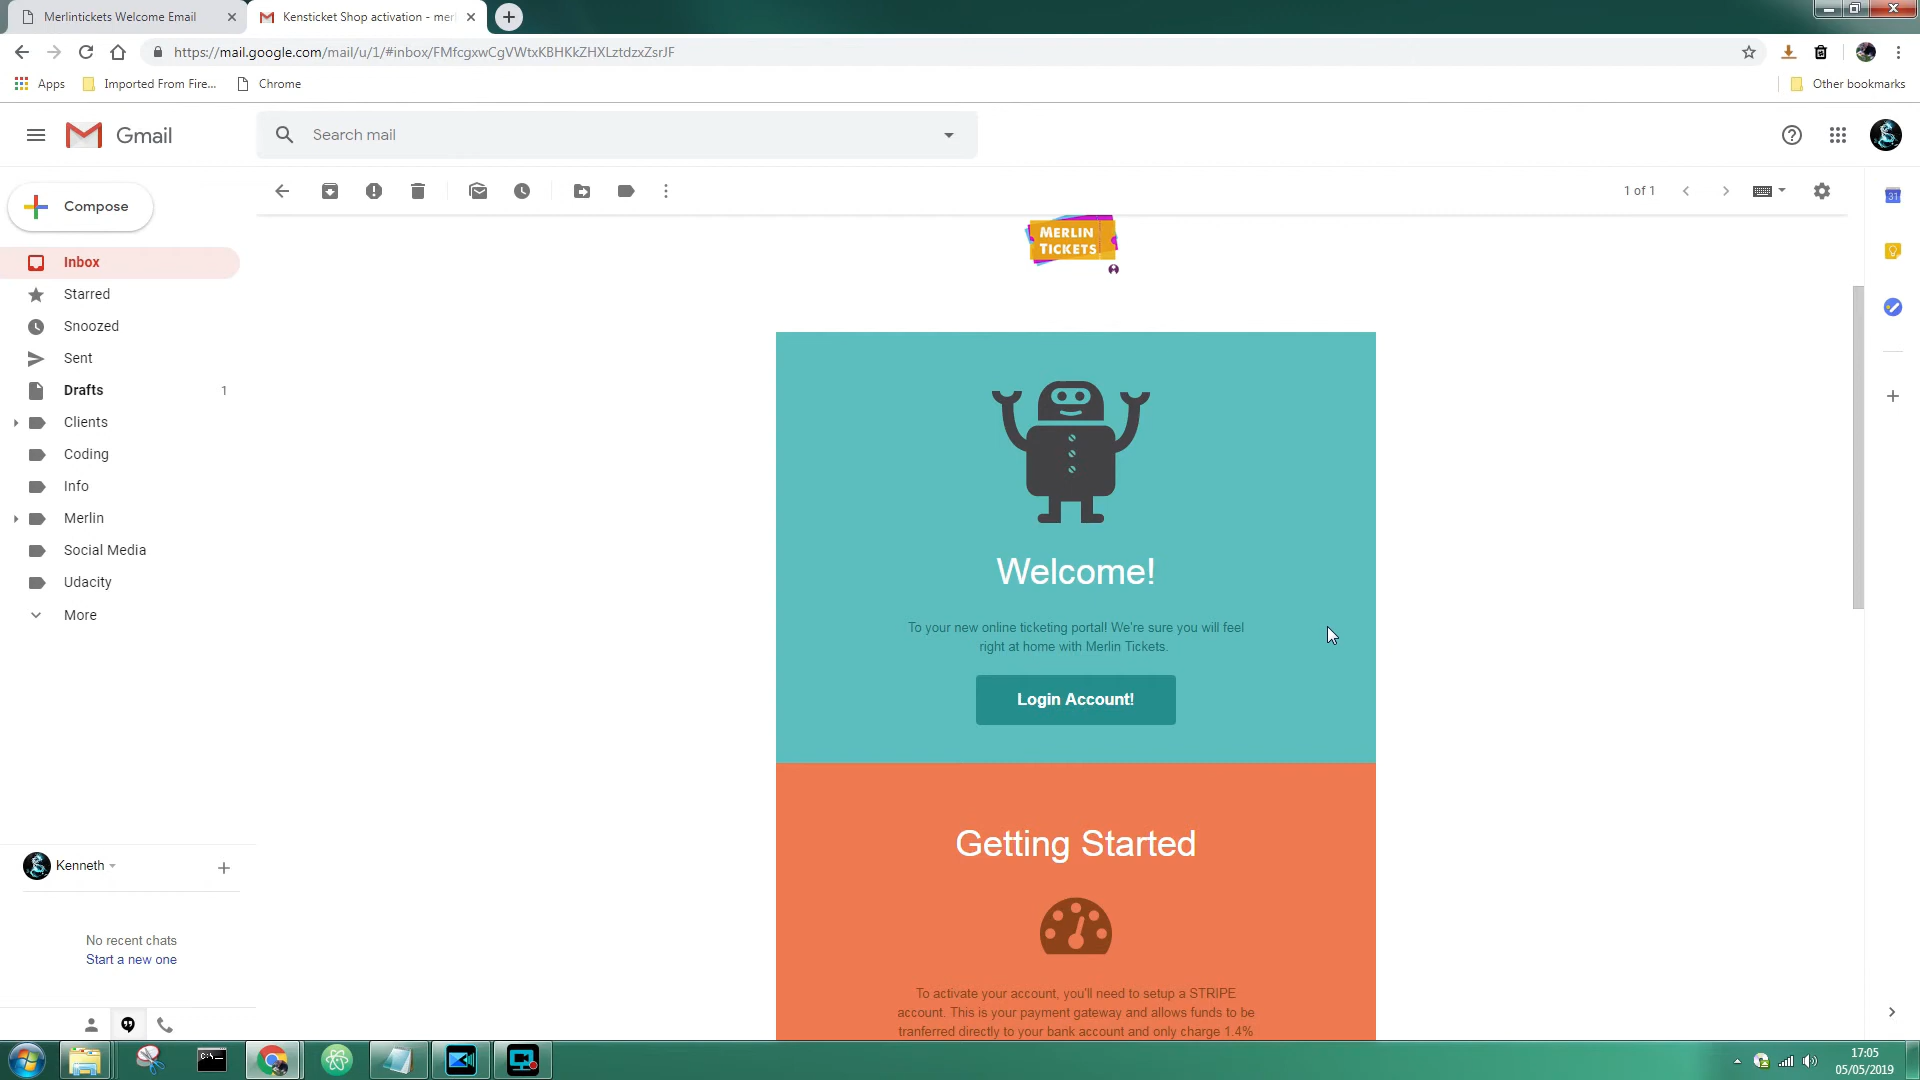 Merlintickets Welcome Email
Kensticket Shop activation - mer
https://mail.google.com/mail/u/1/#inbox/FMfcgxwCgVWtxKBHKkZHXLztdzxZsrJF
Apps
Imported From Fire...
Chrome
Other bookmarks
Gmail
Search mail
Compose
1 of 1
31
Inbox
Starred
Snoozed
Sent
Drafts 1
Clients
Coding
Info
Merlin
Social Media
Udacity
More
Kenneth
No recent chats
Start a new one
MERLIN
TICKETS
Welcome!
To your new online ticketing portal! We're sure you will feel
right at home with Merlin Tickets.
Login Account!
Getting Started
To activate your account, you'll need to setup a STRIPE
account. This is your payment gateway and allows funds to be
tranferred directly to your bank account and only charge 1.4%
17:05
05/05/2019